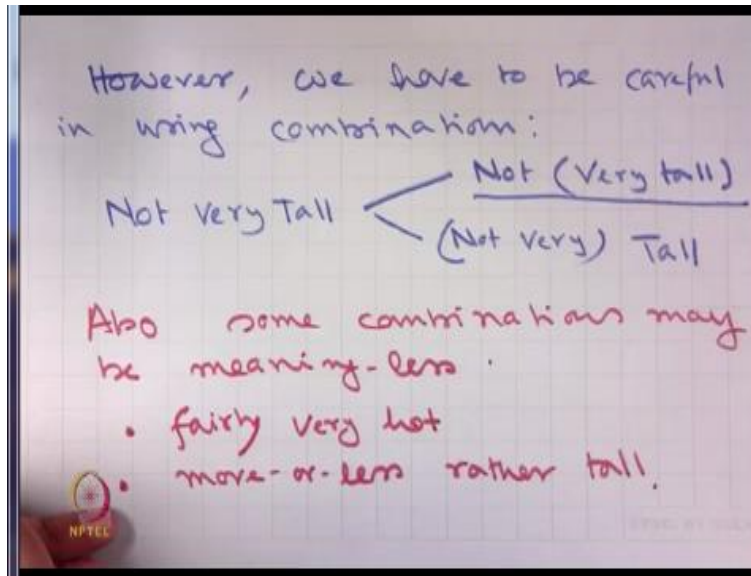 However, we have to be careful
in using combinations:
Not Very Tall
Not (Very tall)
(Not Very) Tall
Also some combinations may
be meaning-less.
• fairly very hot
• more-or-less rather tall.
NPTEL